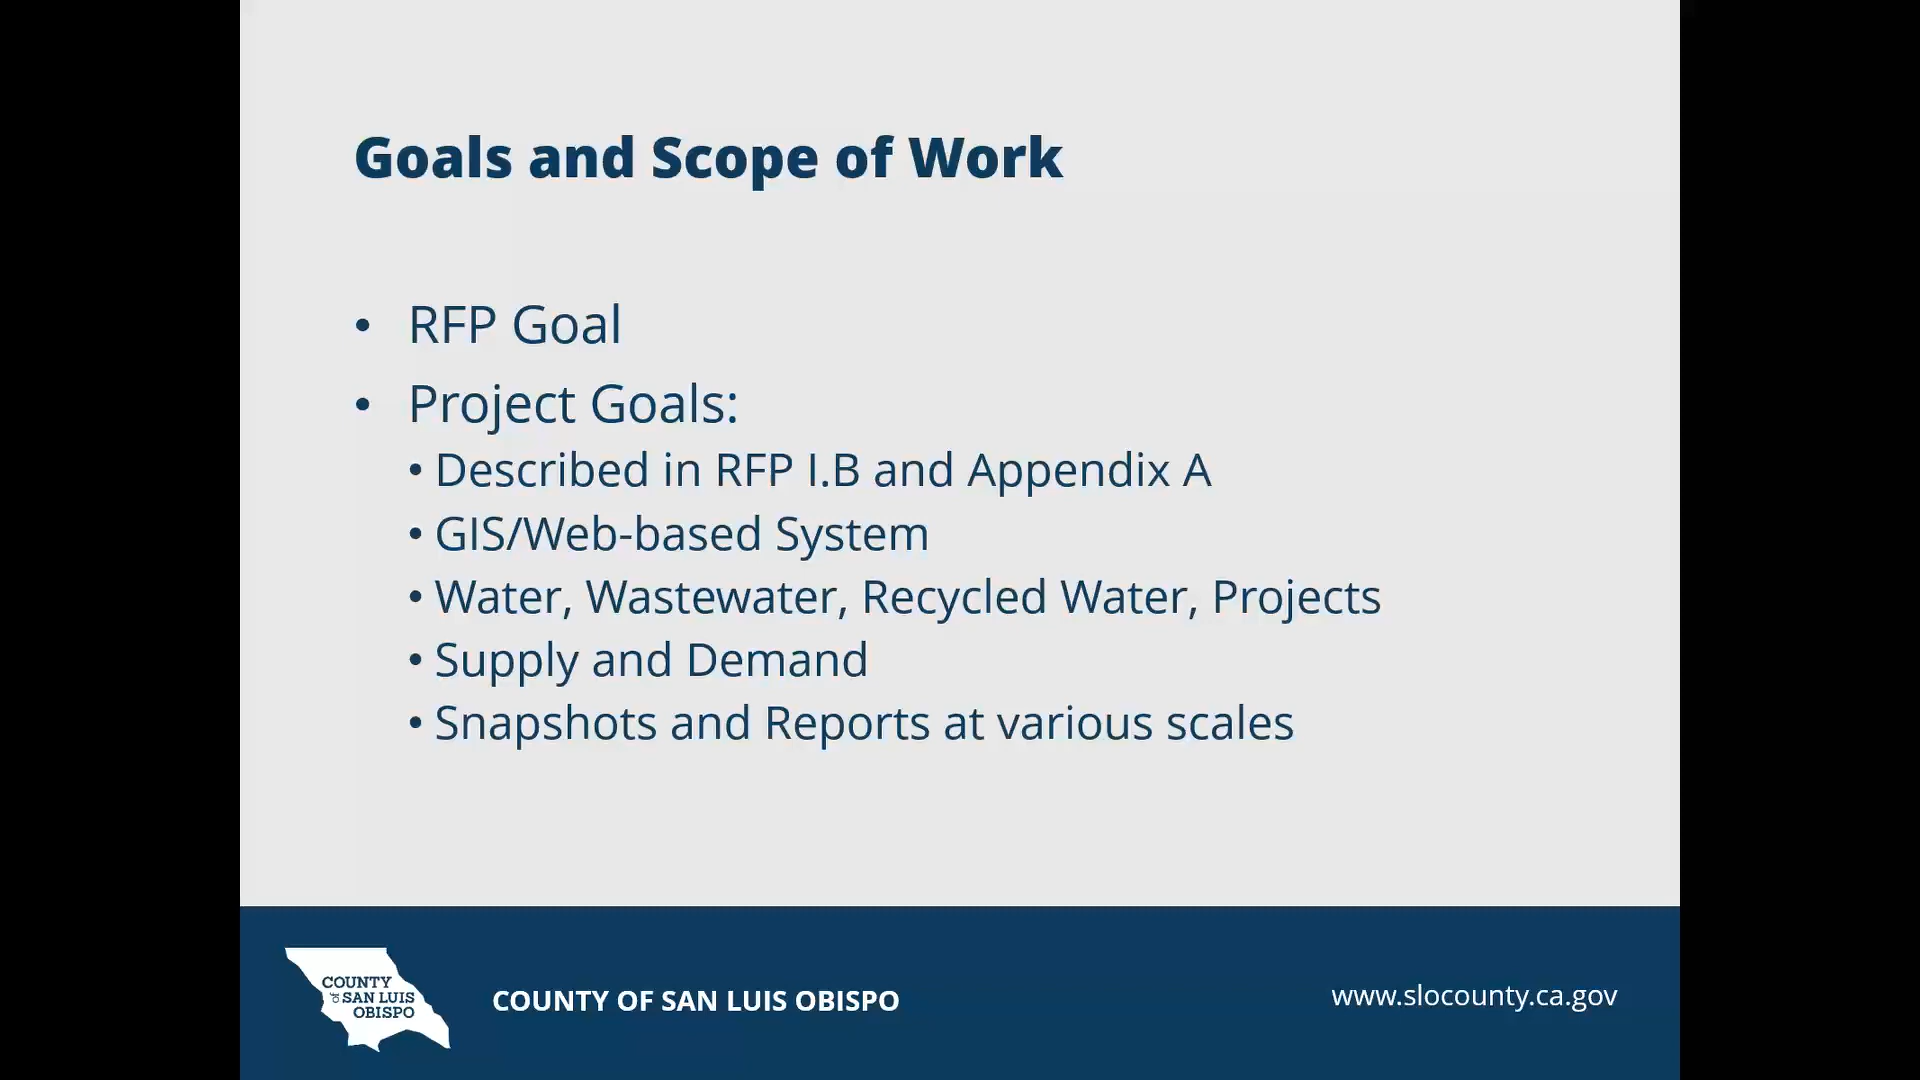 Goals and Scope of Work
• RFP Goal
• Project Goals:
• Described in RFP I.B and Appendix A
• GIS/Web-based System
• Water, Wastewater, Recycled Water, Projects
• Supply and Demand
• Snapshots and Reports at various scales
COUNTY
OF SAN LUIS
OBISPO
COUNTY OF SAN LUIS OBISPO
www.slocounty.ca.gov